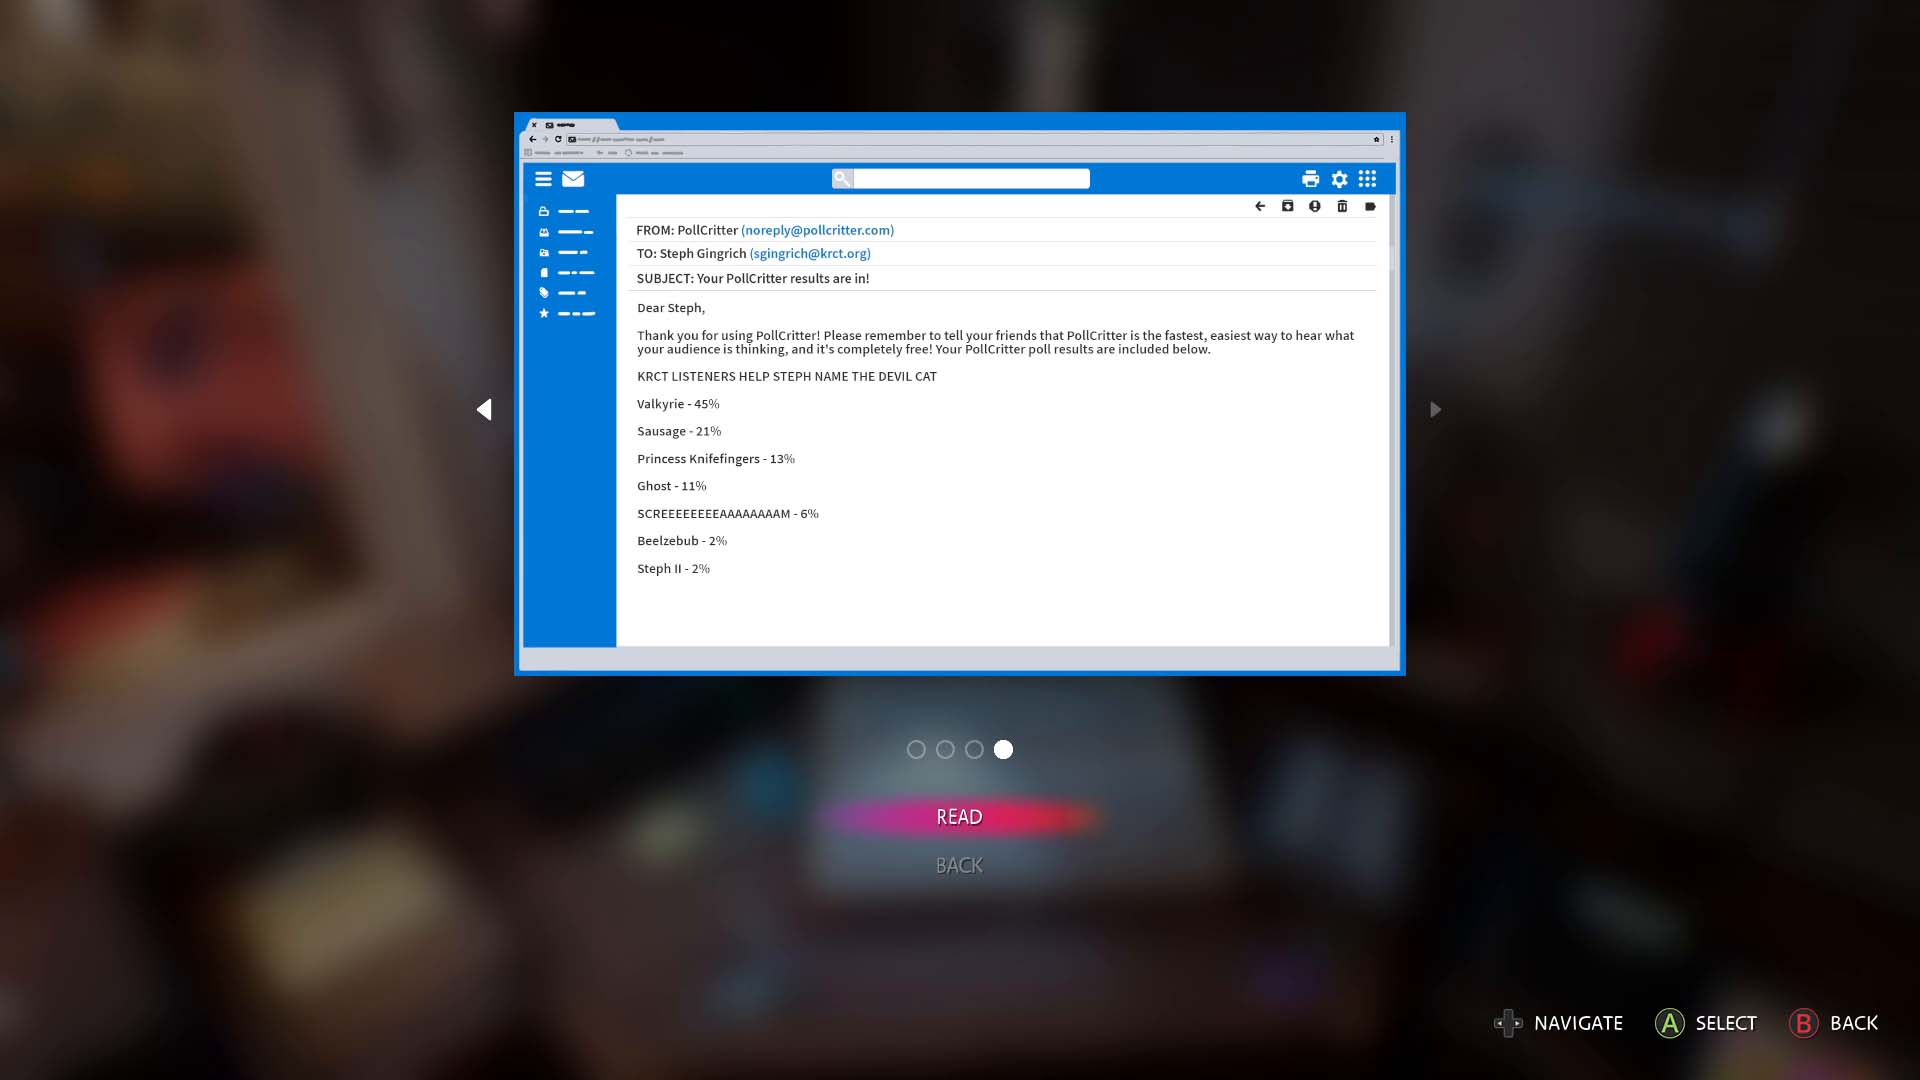 FROM: PollCritter (noreply@pollcritter.com)
TO: Steph Gingrich (sgingrich@krct.org)
SUBJECT: Your PollCritter results are in!
Dear Steph,
Thank you for using PollCritter! Please remember to tell your friends that PollCritter is the fastest, easiest way to hear what
your audience is thinking, and it's completely free! Your PollCritter poll results are included below.
KRCT LISTENERS HELP STEPH NAME THE DEVIL CAT
Valkyrie - 45%
Sausage - 21%
Princess Knifefingers - 13%
Ghost - 11%
SCREEEEEEEEAAAAAAAAM - 6%
Beelzebub - 2%
Steph II - 2%
READ
BACK
NAVIGATE A SELECT B BACK